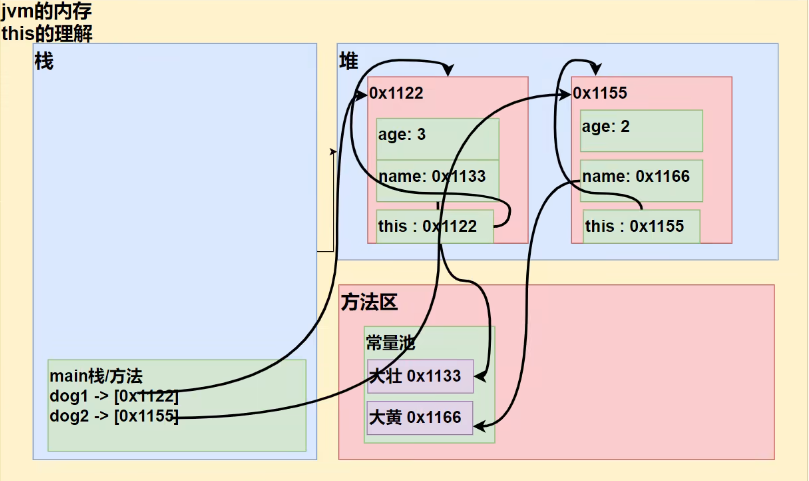 jvm的内存
this的理解
栈
堆
0x1122
age: 3
name: 0x1133
this : 0x1122
0x1155
age: 2
name: 0x1166
this : 0x1155
main栈/方法
dog1 -> [0x1122]
dog2 -> [0x1155]
方法区
常量池
大壮 0x1133
大黄 0x1166